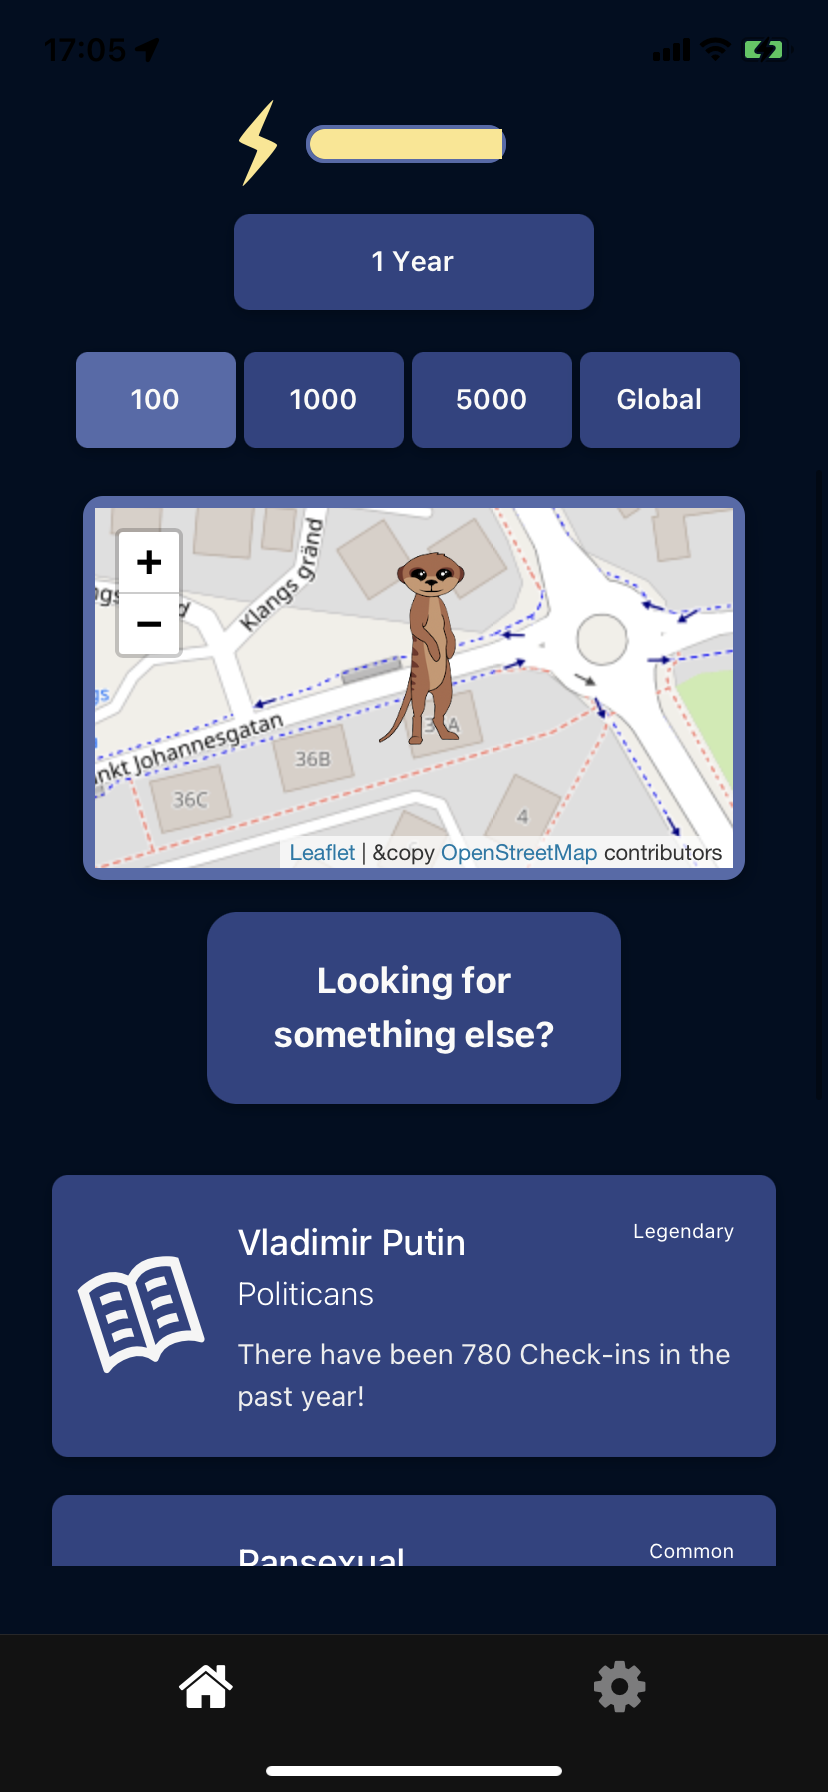 17:05
1 Year
100
1000
5000
Global
Klangs gränd
nkt Johannesgatan
36B
36C
4
+
−
Leaflet | &copy OpenStreetMap contributors
Looking for
something else?
Vladimir Putin
Legendary
Politicans
There have been 780 Check-ins in the
past year!
Pansexual
Common